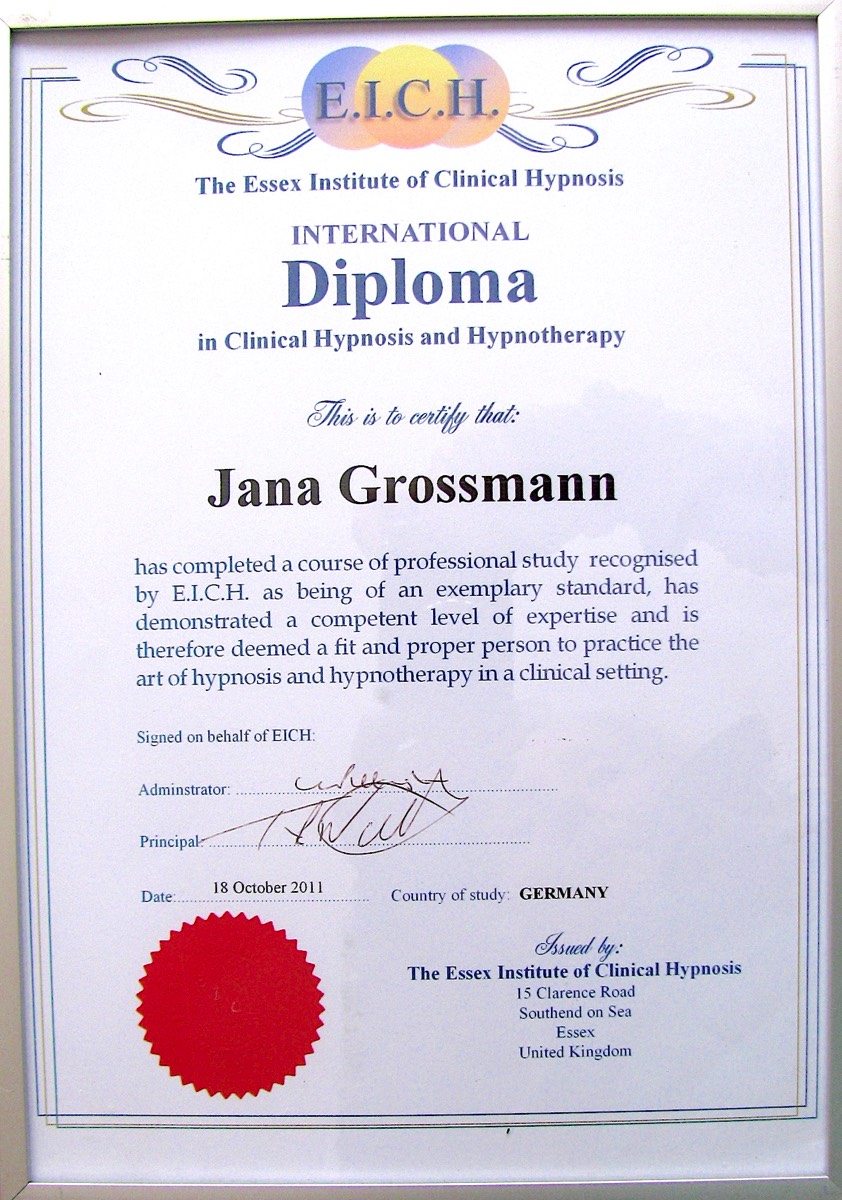 E.I.C.H.
The Essex Institute of Clinical Hypnosis
INTERNATIONAL
Diploma
in Clinical Hypnosis and Hypnotherapy
This is to certify that:
Jana Grossmann
has completed a course of professional study recognised
by E.I.C.H. as being of an exemplary standard, has
demonstrated a competent level of expertise and is
therefore deemed a fit and proper person to practice the
art of hypnosis and hypnotherapy in a clinical setting.
Signed on behalf of EICH:
Adminstrator:
Principal:
Date: 18 October 2011 Country of study: GERMANY
Issued by:
The Essex Institute of Clinical Hypnosis
15 Clarence Road
Southend on Sea
Essex
United Kingdom